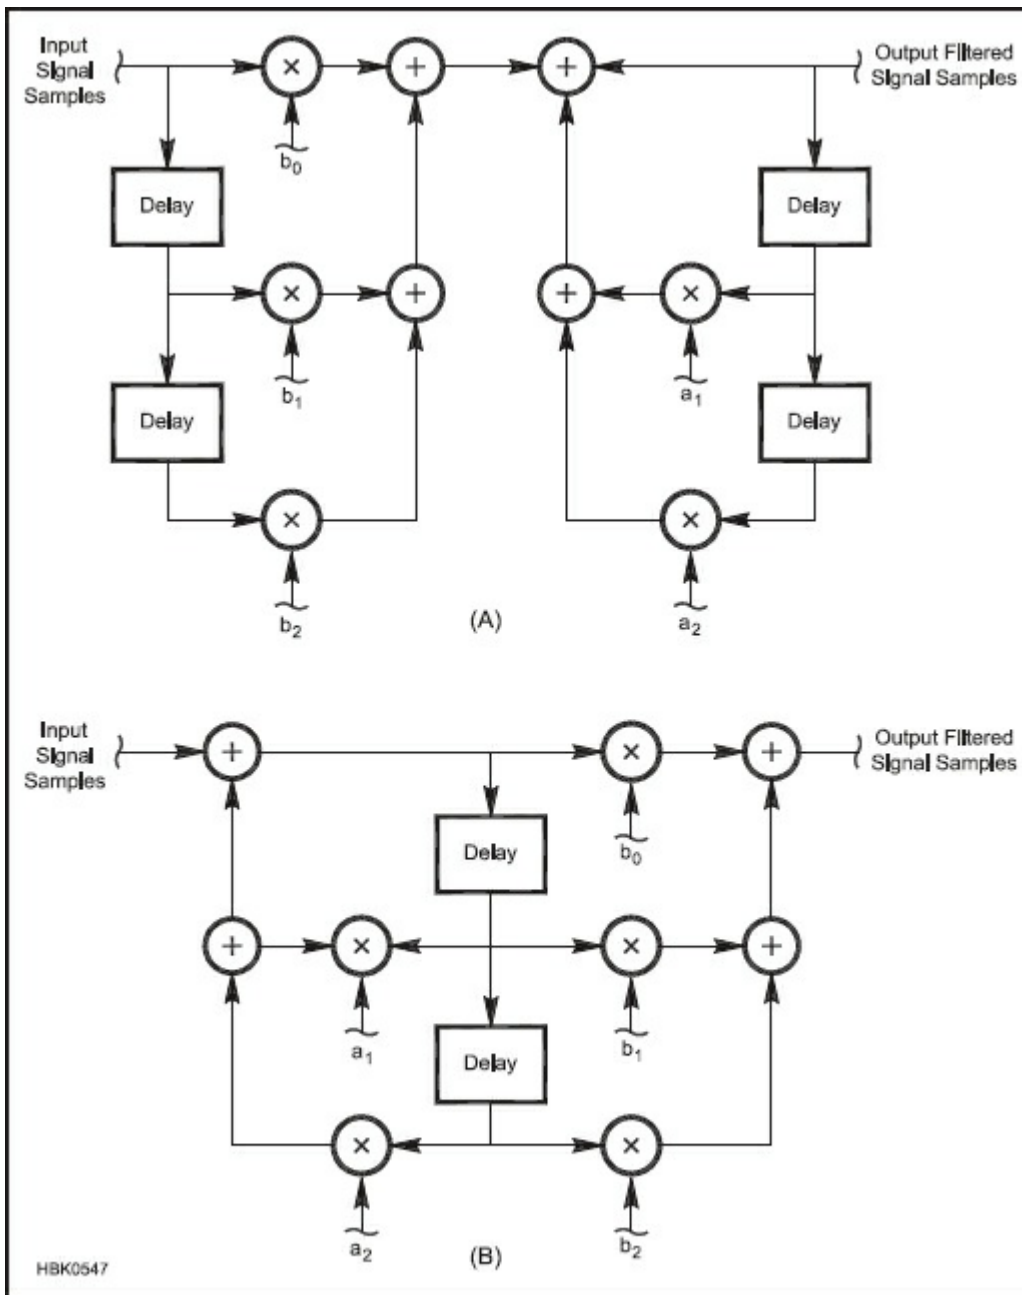 Input
Signal
Samples
Output Filtered
Signal Samples
×
+
+
b0
Delay
Delay
+
×
+
×
b1
a1
Delay
Delay
×
×
b2
(A)
a2
Input
Signal
Samples
+
×
+
Output Filtered
Signal Samples
b0
Delay
+
×
×
+
a1
b1
Delay
×
×
a2
(B)
b2
HBK0547